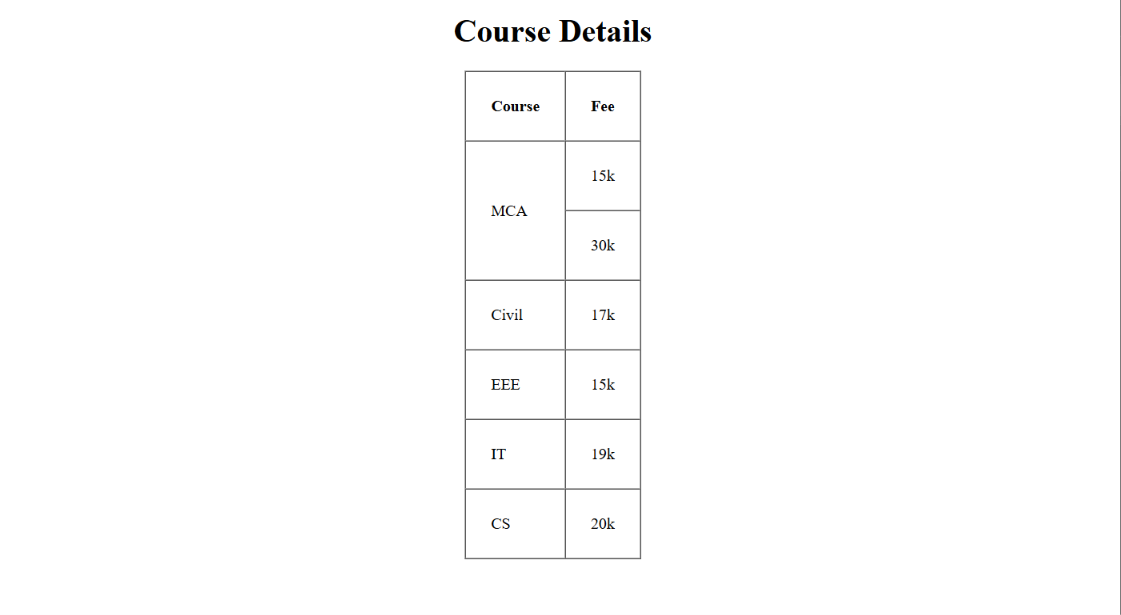 Course Details
Course Fee
MCA
15k
30k
Civil 17k
EEE 15k
IT 19k
CS 20k